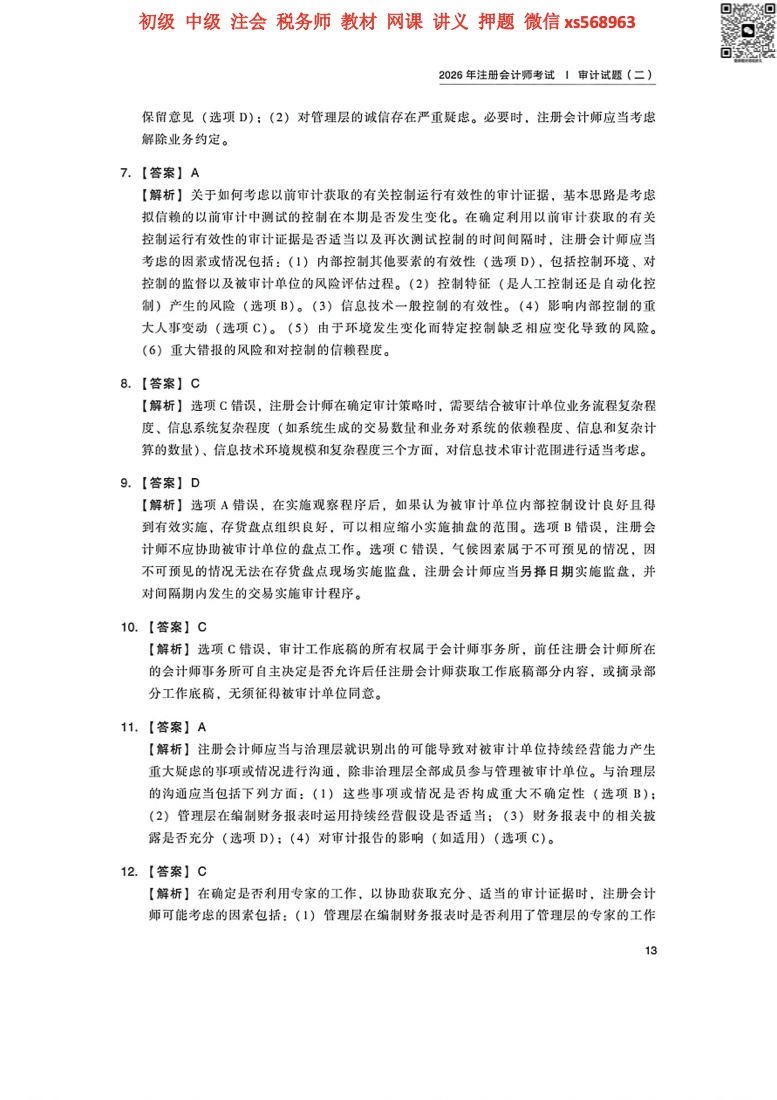 初级 中级 注会 税务师 教材 网课 讲义 押题 微信 xs568963
2026 年注册会计师考试 | 审计试题（二）
保留意见（选项 D）；（2）对管理层的诚信存在严重疑虑。必要时，注册会计师应当考虑
解除业务约定。
7. 【答案】A
【解析】关于如何考虑以前审计获取的有关控制运行有效性的审计证据，基本思路是考虑
拟信赖的以前审计中测试的控制在本期是否发生变化。在确定利用以前审计获取的有关
控制运行有效性的审计证据是否适当以及再次测试控制的时间间隔时，注册会计师应当
考虑的因素或情况包括：（1）内部控制其他要素的有效性（选项 D），包括控制环境、对
控制的监督以及被审计单位的风险评估过程。（2）控制特征（是人工控制还是自动化控
制）产生的风险（选项 B）。（3）信息技术一般控制的有效性。（4）影响内部控制的重
大人事变动（选项 C）。（5）由于环境发生变化而特定控制缺乏相应变化导致的风险。
（6）重大错报的风险和对控制的信赖程度。
8. 【答案】C
【解析】选项 C 错误，注册会计师在确定审计策略时，需要结合被审计单位业务流程复杂程
度、信息系统复杂程度（如系统生成的交易数量和业务对系统的依赖程度、信息和复杂计
算的数量）、信息技术环境规模和复杂程度三个方面，对信息技术审计范围进行适当考虑。
9. 【答案】D
【解析】选项 A 错误，在实施观察程序后，如果认为被审计单位内部控制设计良好且得
到有效实施，存货盘点组织良好，可以相应缩小实施抽盘的范围。选项 B 错误，注册会
计师不应协助被审计单位的盘点工作。选项 C 错误，气候因素属于不可预见的情况，因
不可预见的情况无法在存货盘点现场实施监盘，注册会计师应当另择日期实施监盘，并
对间隔期内发生的交易实施审计程序。
10. 【答案】C
【解析】选项 C 错误，审计工作底稿的所有权属于会计师事务所，前任注册会计师所在
的会计师事务所可自主决定是否允许后任注册会计师获取工作底稿部分内容，或摘录部
分工作底稿，无须征得被审计单位同意。
11. 【答案】A
【解析】注册会计师应当与治理层就识别出的可能导致对被审计单位持续经营能力产生
重大疑虑的事项或情况进行沟通，除非治理层全部成员参与管理被审计单位。与治理层
的沟通应当包括下列方面：（1）这些事项或情况是否构成重大不确定性（选项 B）；
（2）管理层在编制财务报表时运用持续经营假设是否适当；（3）财务报表中的相关披
露是否充分（选项 D）；（4）对审计报告的影响（如适用）（选项 C）。
12. 【答案】C
【解析】在确定是否利用专家的工作，以协助获取充分、适当的审计证据时，注册会计
师可能考虑的因素包括：（1）管理层在编制财务报表时是否利用了管理层的专家的工作
13